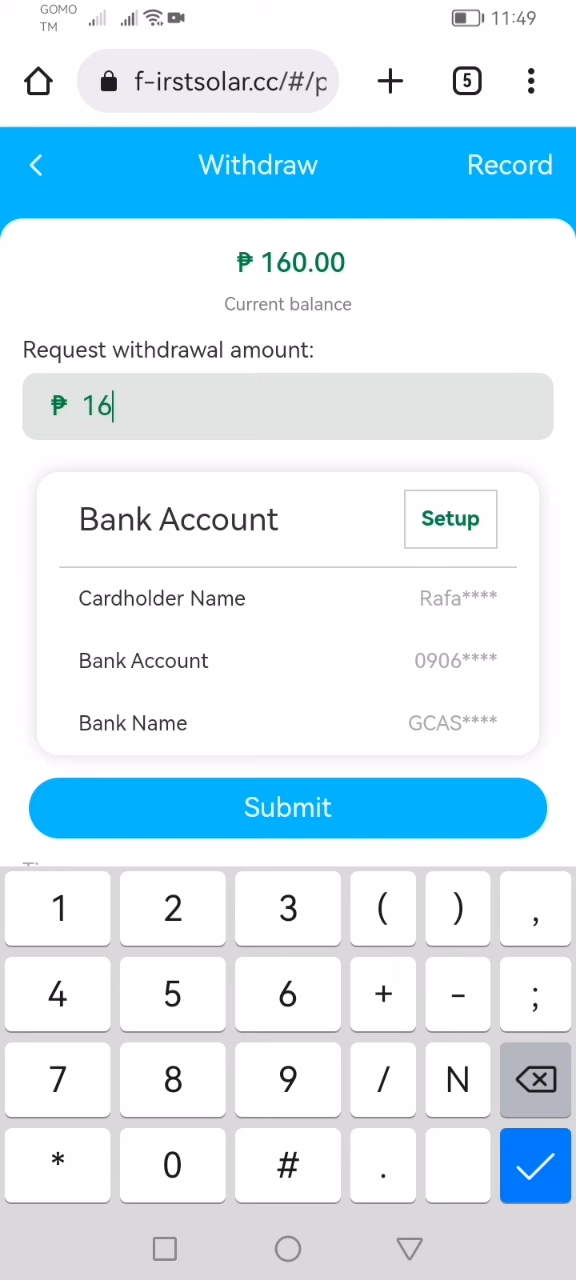 GOMO
TM
11:49
f-irstsolar.cc/#/p
5
Withdraw
Record
₱ 160.00
Current balance
Request withdrawal amount:
₱ 16
Bank Account
Setup
Cardholder Name Rafa****
Bank Account 0906****
Bank Name GCAS****
Submit
1 2 3 ( ) ,
4 5 6 + - ;
7 8 9 / N
* 0 # .